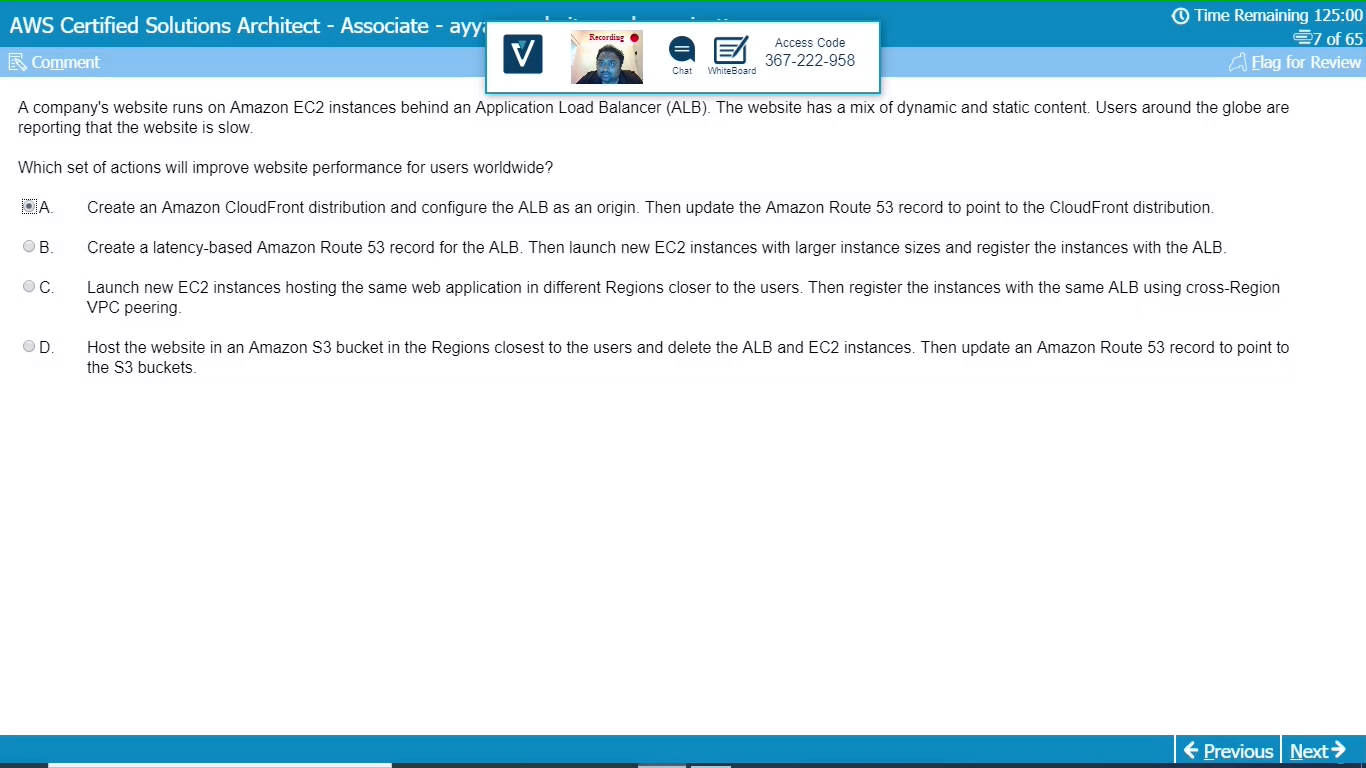 AWS Certified Solutions Architect - Associate -
Time Remaining 125:00
7 of 65
Comment
Flag for Review
Recording
Chat
WhiteBoard
Access Code
367-222-958
A company's website runs on Amazon EC2 instances behind an Application Load Balancer (ALB). The website has a mix of dynamic and static content. Users around the globe are
reporting that the website is slow.
Which set of actions will improve website performance for users worldwide?
A. Create an Amazon CloudFront distribution and configure the ALB as an origin. Then update the Amazon Route 53 record to point to the CloudFront distribution.
B. Create a latency-based Amazon Route 53 record for the ALB. Then launch new EC2 instances with larger instance sizes and register the instances with the ALB.
C. Launch new EC2 instances hosting the same web application in different Regions closer to the users. Then register the instances with the same ALB using cross-Region
VPC peering.
D. Host the website in an Amazon S3 bucket in the Regions closest to the users and delete the ALB and EC2 instances. Then update an Amazon Route 53 record to point to
the S3 buckets.
Previous
Next